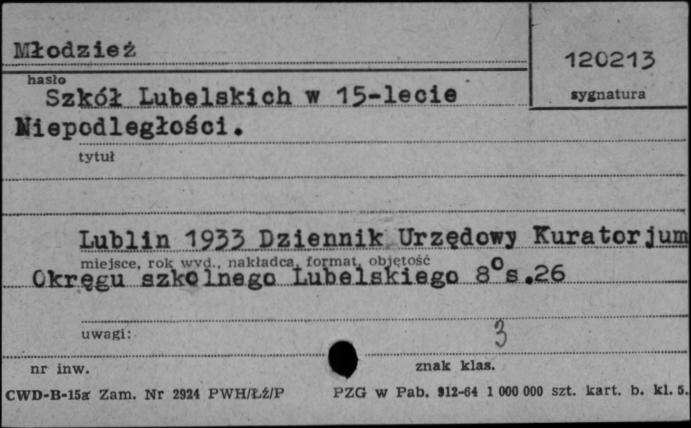 Młodzież
120213
hasło
sygnatura
Szkół Lubelskich w 15-lecie
Niepodległości.
tytuł
Lublin 1933 Dziennik Urzędowy Kuratorjum
miejsce, rok wyd., nakładca, format, objętość
Okręgu szkolnego Lubelskiego 8° s.26
uwagi:
3
nr inw.
znak klas.
CWD-B-15a Zam. Nr 2924 PWH/Łź/P PZG w Pab. 912-64 1 000 000 szt. kart. b. kl. 5.